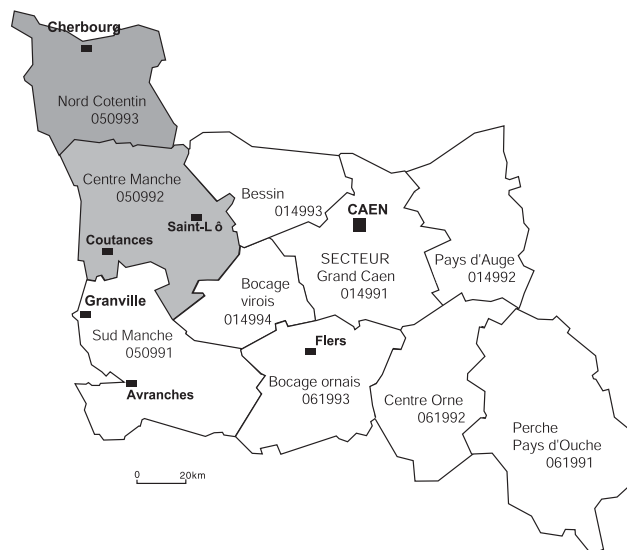 Cherbourg
Nord Cotentin
050993
Centre Manche
050992
Saint-L ô
Coutances
Bessin
014993
CAEN
SECTEUR
Grand Caen
014991
Pays d'Auge
014992
Granville
Sud Manche
050991
Avranches
Bocage
virois
014994
Flers
Bocage ornais
061993
Centre Orne
061992
Perche
Pays d'Ouche
061991
0 20km